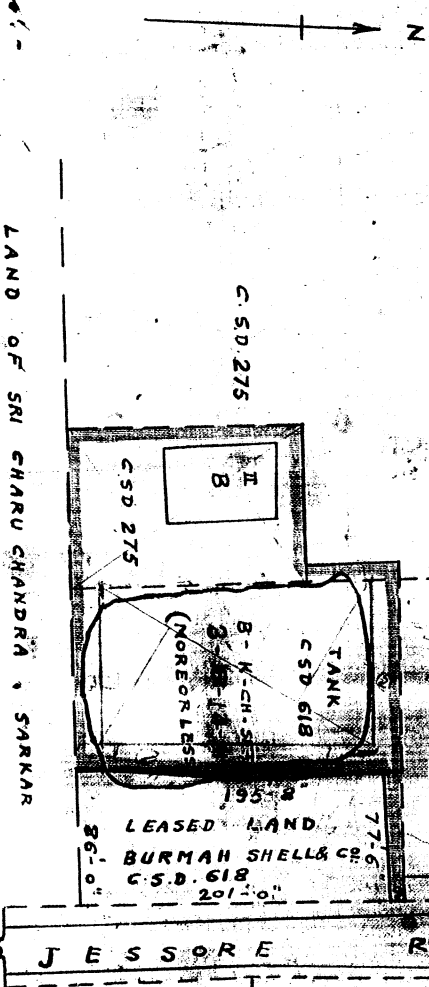 N
LAND OF SRI CHARU CHANDRA SARKAR
C.S.D. 275
II
B
C S D 275
TANK
C SD 618
B-K-CH-S
(MORE OR LESS
195-8"
77-6"
86-0"
LEASED LAND
BURMAH SHELL & CO
C.S.D. 618
201-0"
JESSORE R